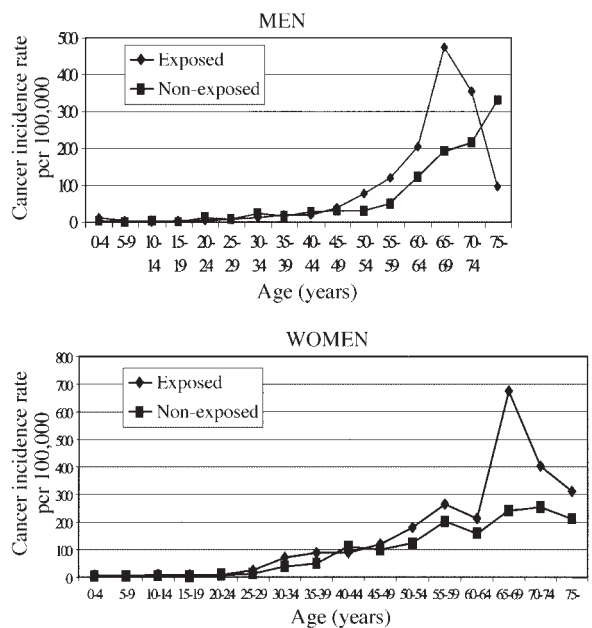 MEN
Cancer incidence rate
per 100,000
500
400
300
200
100
0
Exposed
Non-exposed
0-4 5-9 10- 15- 20- 25- 30- 35- 40- 45- 50- 55- 60- 65- 70- 75-
14 19 24 29 34 39 44 49 54 59 64 69 74
Age (years)
WOMEN
Cancer incidence rate
per 100,000
800
700
600
500
400
300
200
100
0
Exposed
Non-exposed
0-4 5-9 10-14 15-19 20-24 25-29 30-34 35-39 40-44 45-49 50-54 55-59 60-64 65-69 70-74 75-
Age (years)